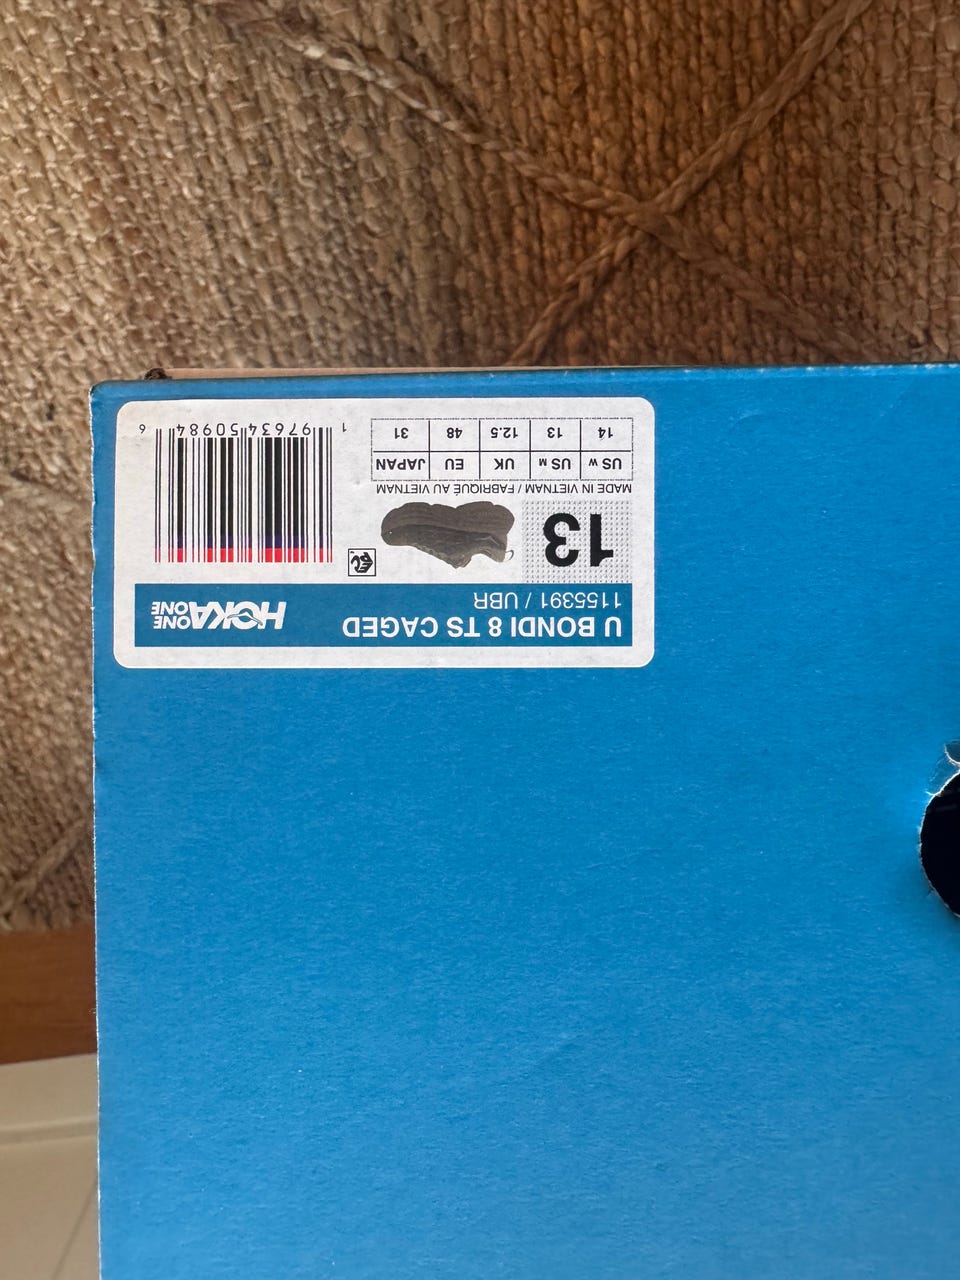 U BONDI 8 TS CAGED
1155391 / UBR
HOKA
ONE
ONE
13
MADE IN VIETNAM / FABRIQUÉ AU VIETNAM
US W US M UK EU JAPAN
14 13 12.5 48 31
1 97634 50984 6